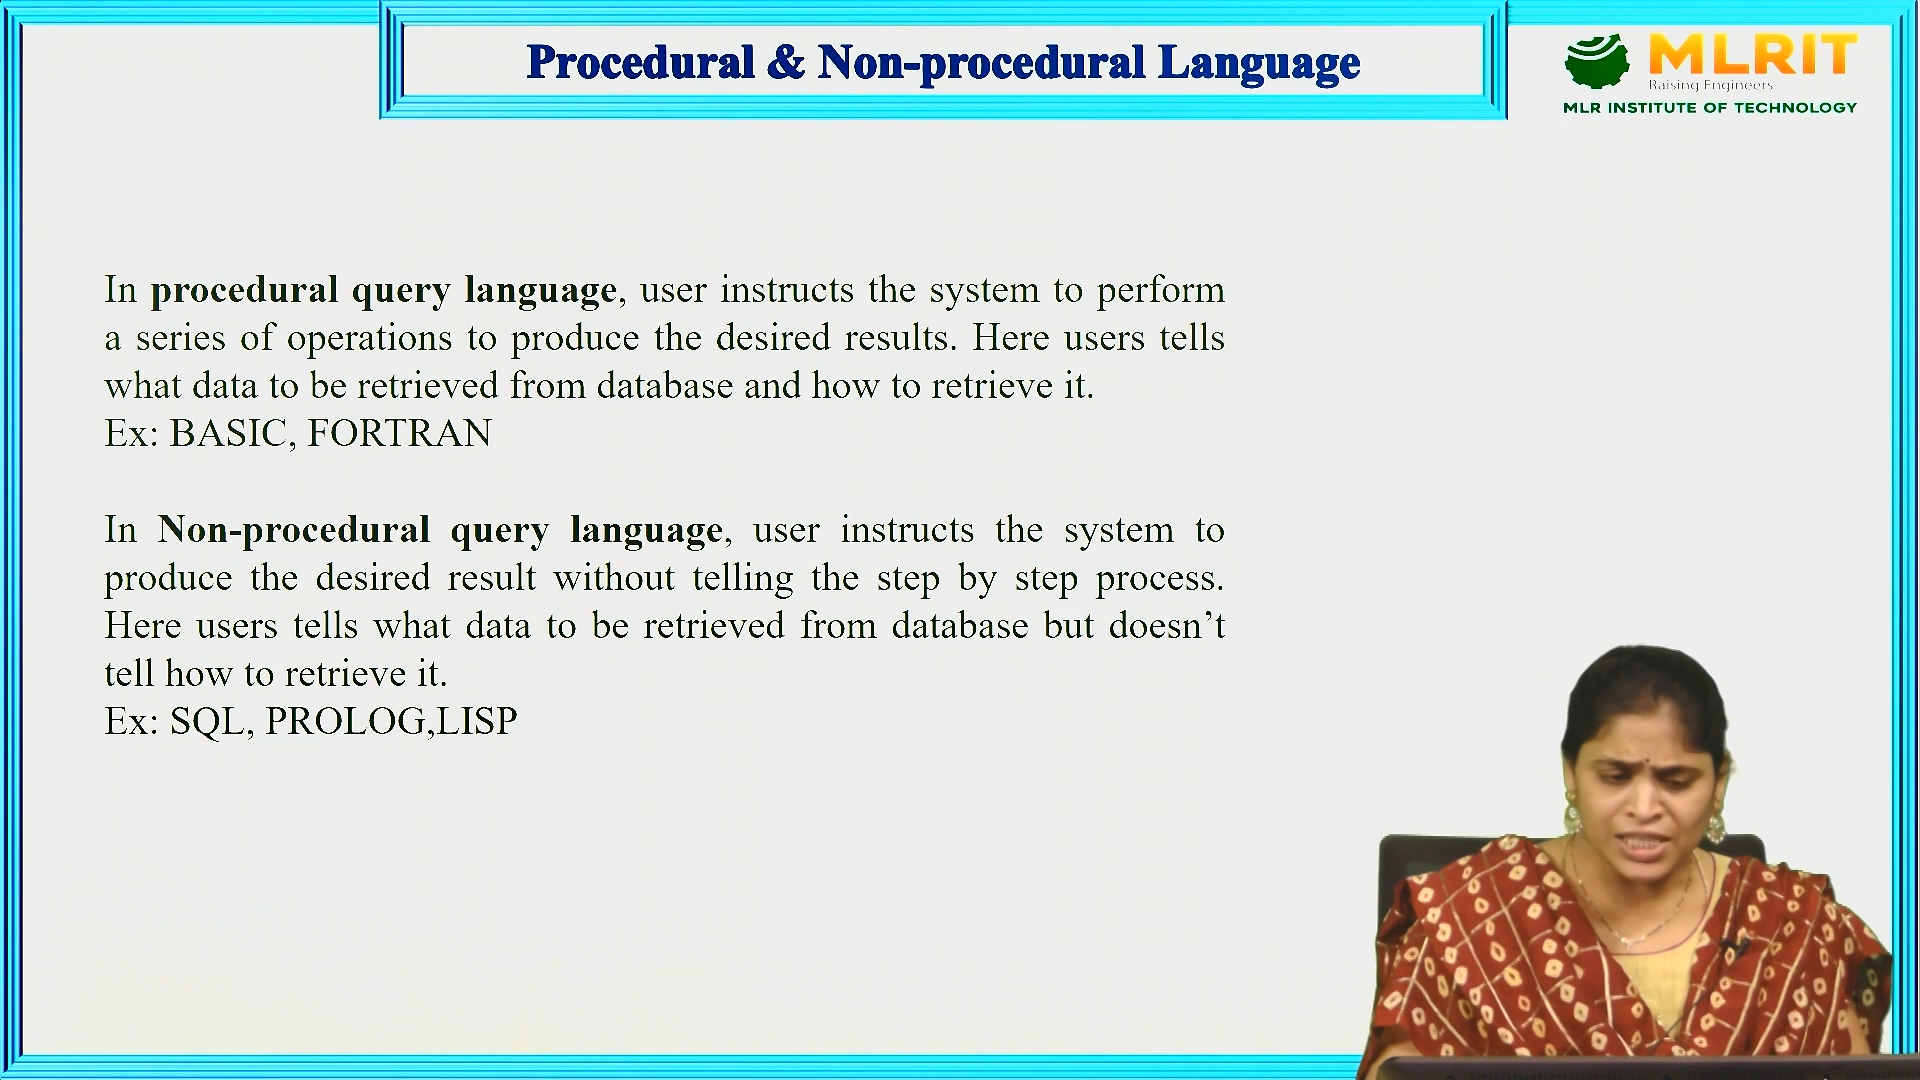 Procedural & Non-procedural Language
MLRIT
Raising Engineers
MLR INSTITUTE OF TECHNOLOGY
In procedural query language, user instructs the system to perform
a series of operations to produce the desired results. Here users tells
what data to be retrieved from database and how to retrieve it.
Ex: BASIC, FORTRAN
In Non-procedural query language, user instructs the system to
produce the desired result without telling the step by step process.
Here users tells what data to be retrieved from database but doesn’t
tell how to retrieve it.
Ex: SQL, PROLOG,LISP